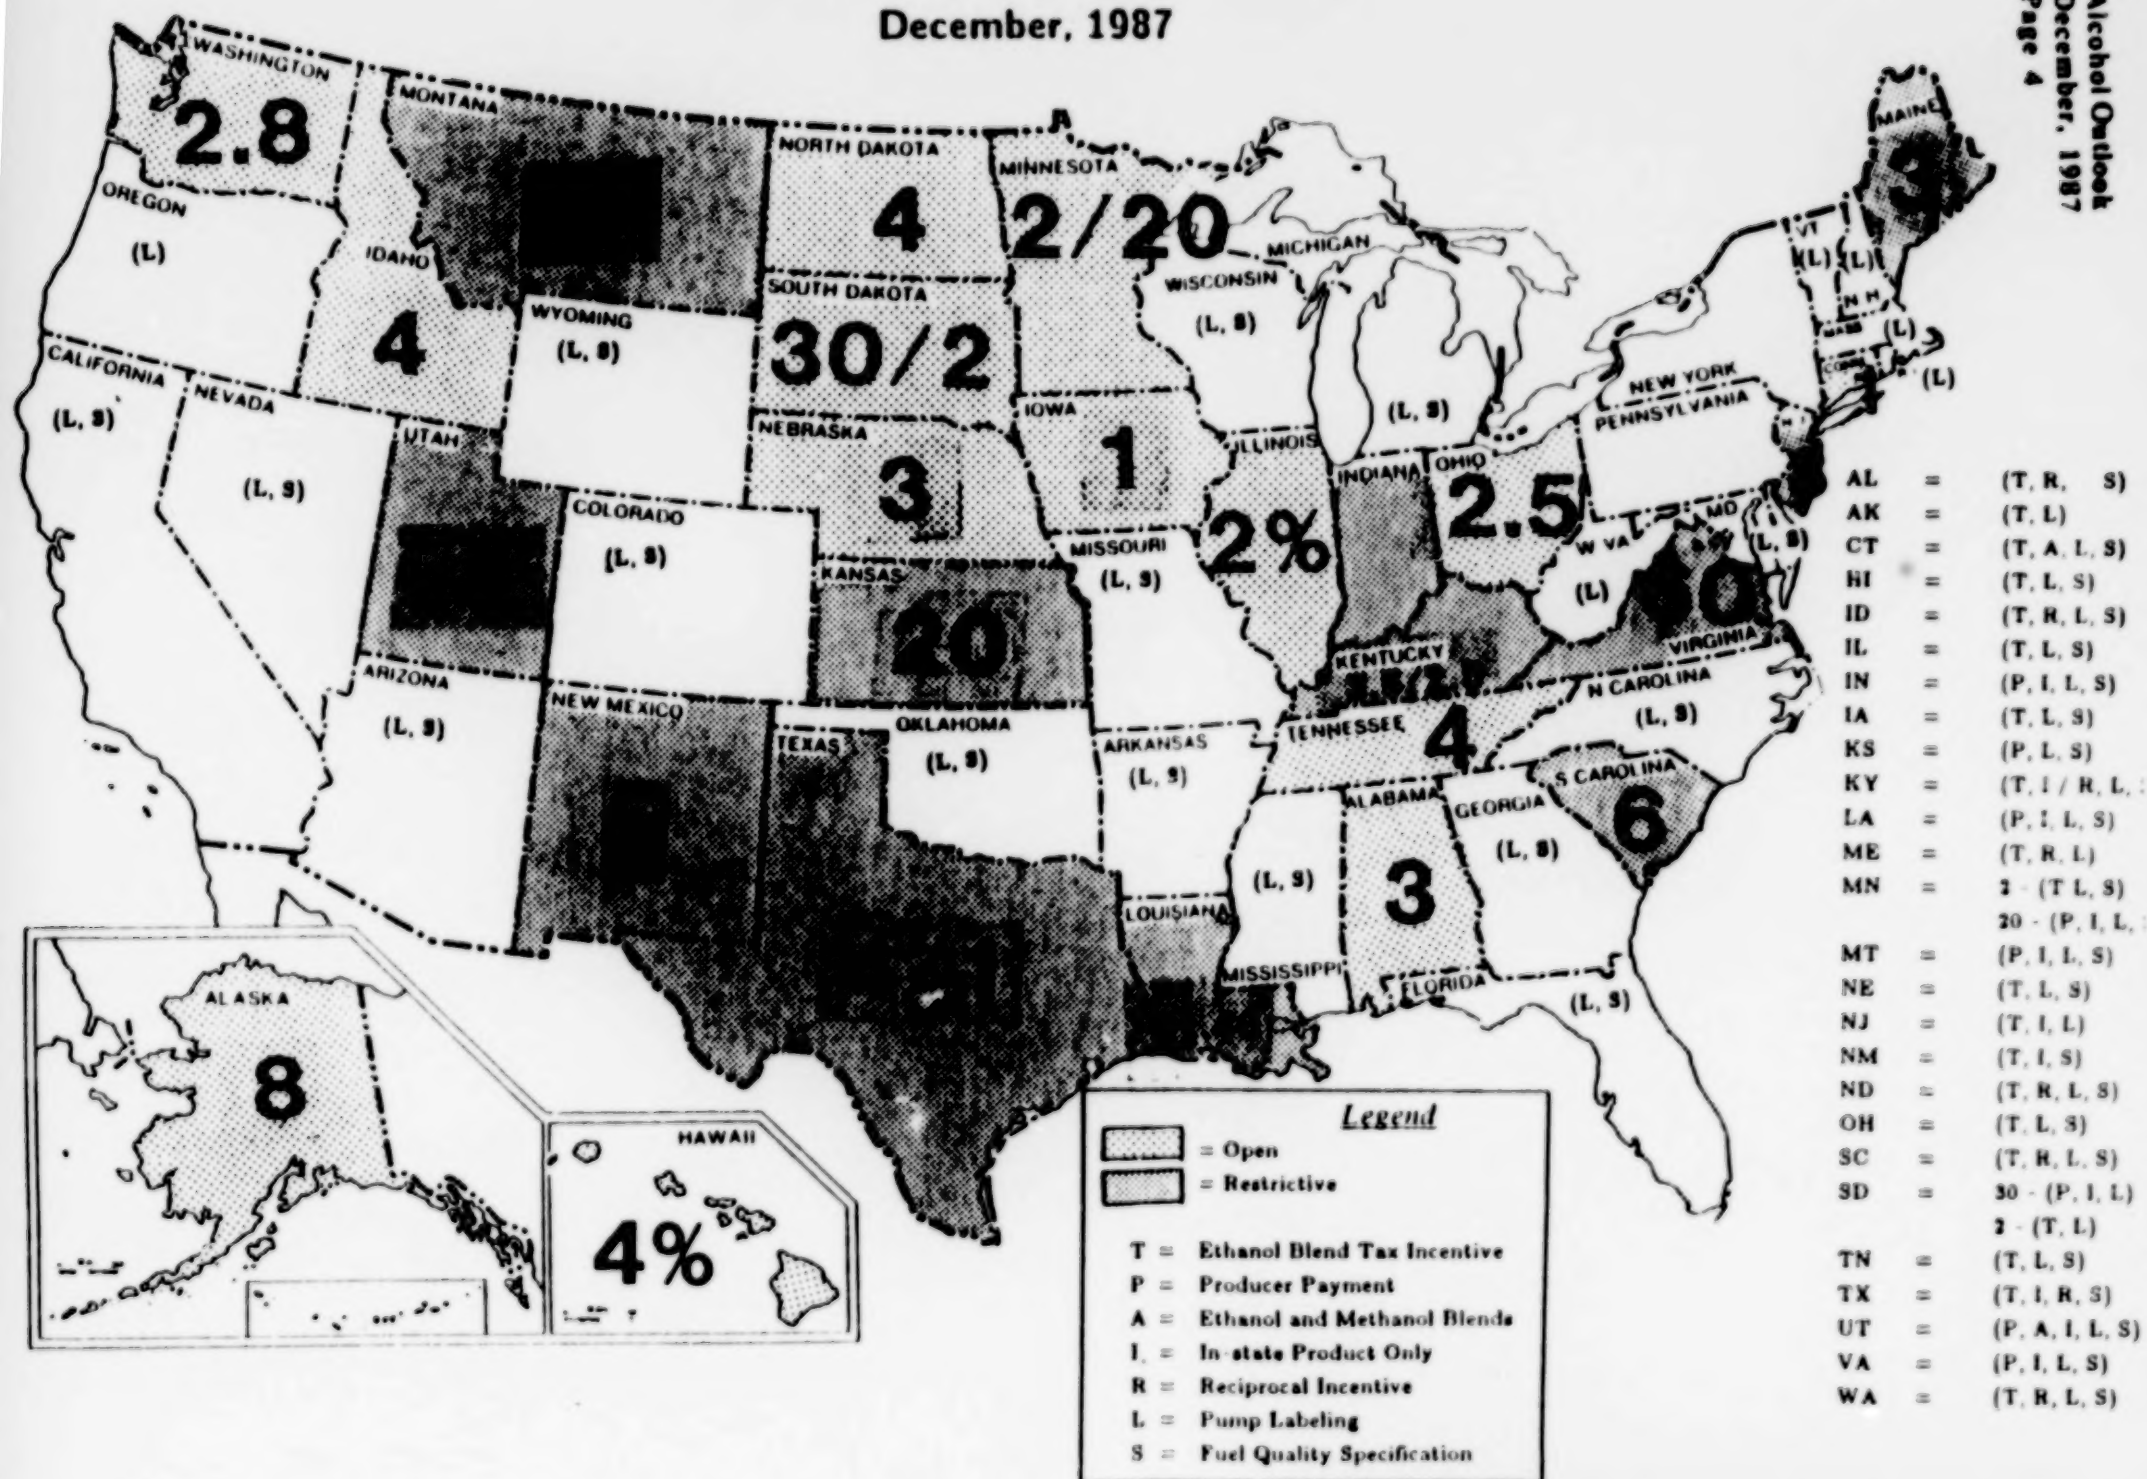 December, 1987
Alcohol Outlook
December, 1987
Page 4
WASHINGTON
2.8
OREGON
(L)
CALIFORNIA
(L, S)
NEVADA
(L, S)
IDAHO
4
MONTANA
WYOMING
(L, S)
UTAH
COLORADO
(L, S)
ARIZONA
(L, S)
NEW MEXICO
NORTH DAKOTA
4
SOUTH DAKOTA
30/2
NEBRASKA
3
KANSAS
20
OKLAHOMA
(L, S)
TEXAS
MINNESOTA
2/20
IOWA
1
MISSOURI
(L, S)
ARKANSAS
(L, S)
LOUISIANA
WISCONSIN
(L, S)
MICHIGAN
(L, S)
ILLINOIS
2%
INDIANA
OHIO
2.5
KENTUCKY
TENNESSEE
4
MISSISSIPPI
(L, S)
ALABAMA
3
GEORGIA
(L, S)
FLORIDA
(L, S)
S CAROLINA
6
N CAROLINA
(L, S)
VIRGINIA
W VA
(L)
MD
(L, S)
PENNSYLVANIA
NEW YORK
VT
(L)
(L)
N H
MASS
(L)
CONN
(L)
MAINE
3
ALASKA
8
HAWAII
4%
Legend
= Open
= Restrictive
T = Ethanol Blend Tax Incentive
P = Producer Payment
A = Ethanol and Methanol Blends
I = In-state Product Only
R = Reciprocal Incentive
L = Pump Labeling
S = Fuel Quality Specification
AL = (T, R, S)
AK = (T, L)
CT = (T, A, L, S)
HI = (T, L, S)
ID = (T, R, L, S)
IL = (T, L, S)
IN = (P, I, L, S)
IA = (T, L, S)
KS = (P, L, S)
KY = (T, I / R, L,
LA = (P, I, L, S)
ME = (T, R, L)
MN = 2 - (T L, S)
20 - (P, I, L,
MT = (P, I, L, S)
NE = (T, L, S)
NJ = (T, I, L)
NM = (T, I, S)
ND = (T, R, L, S)
OH = (T, L, S)
SC = (T, R, L, S)
SD = 30 - (P, I, L)
2 - (T, L)
TN = (T, L, S)
TX = (T, I, R, S)
UT = (P, A, I, L, S)
VA = (P, I, L, S)
WA = (T, R, L, S)